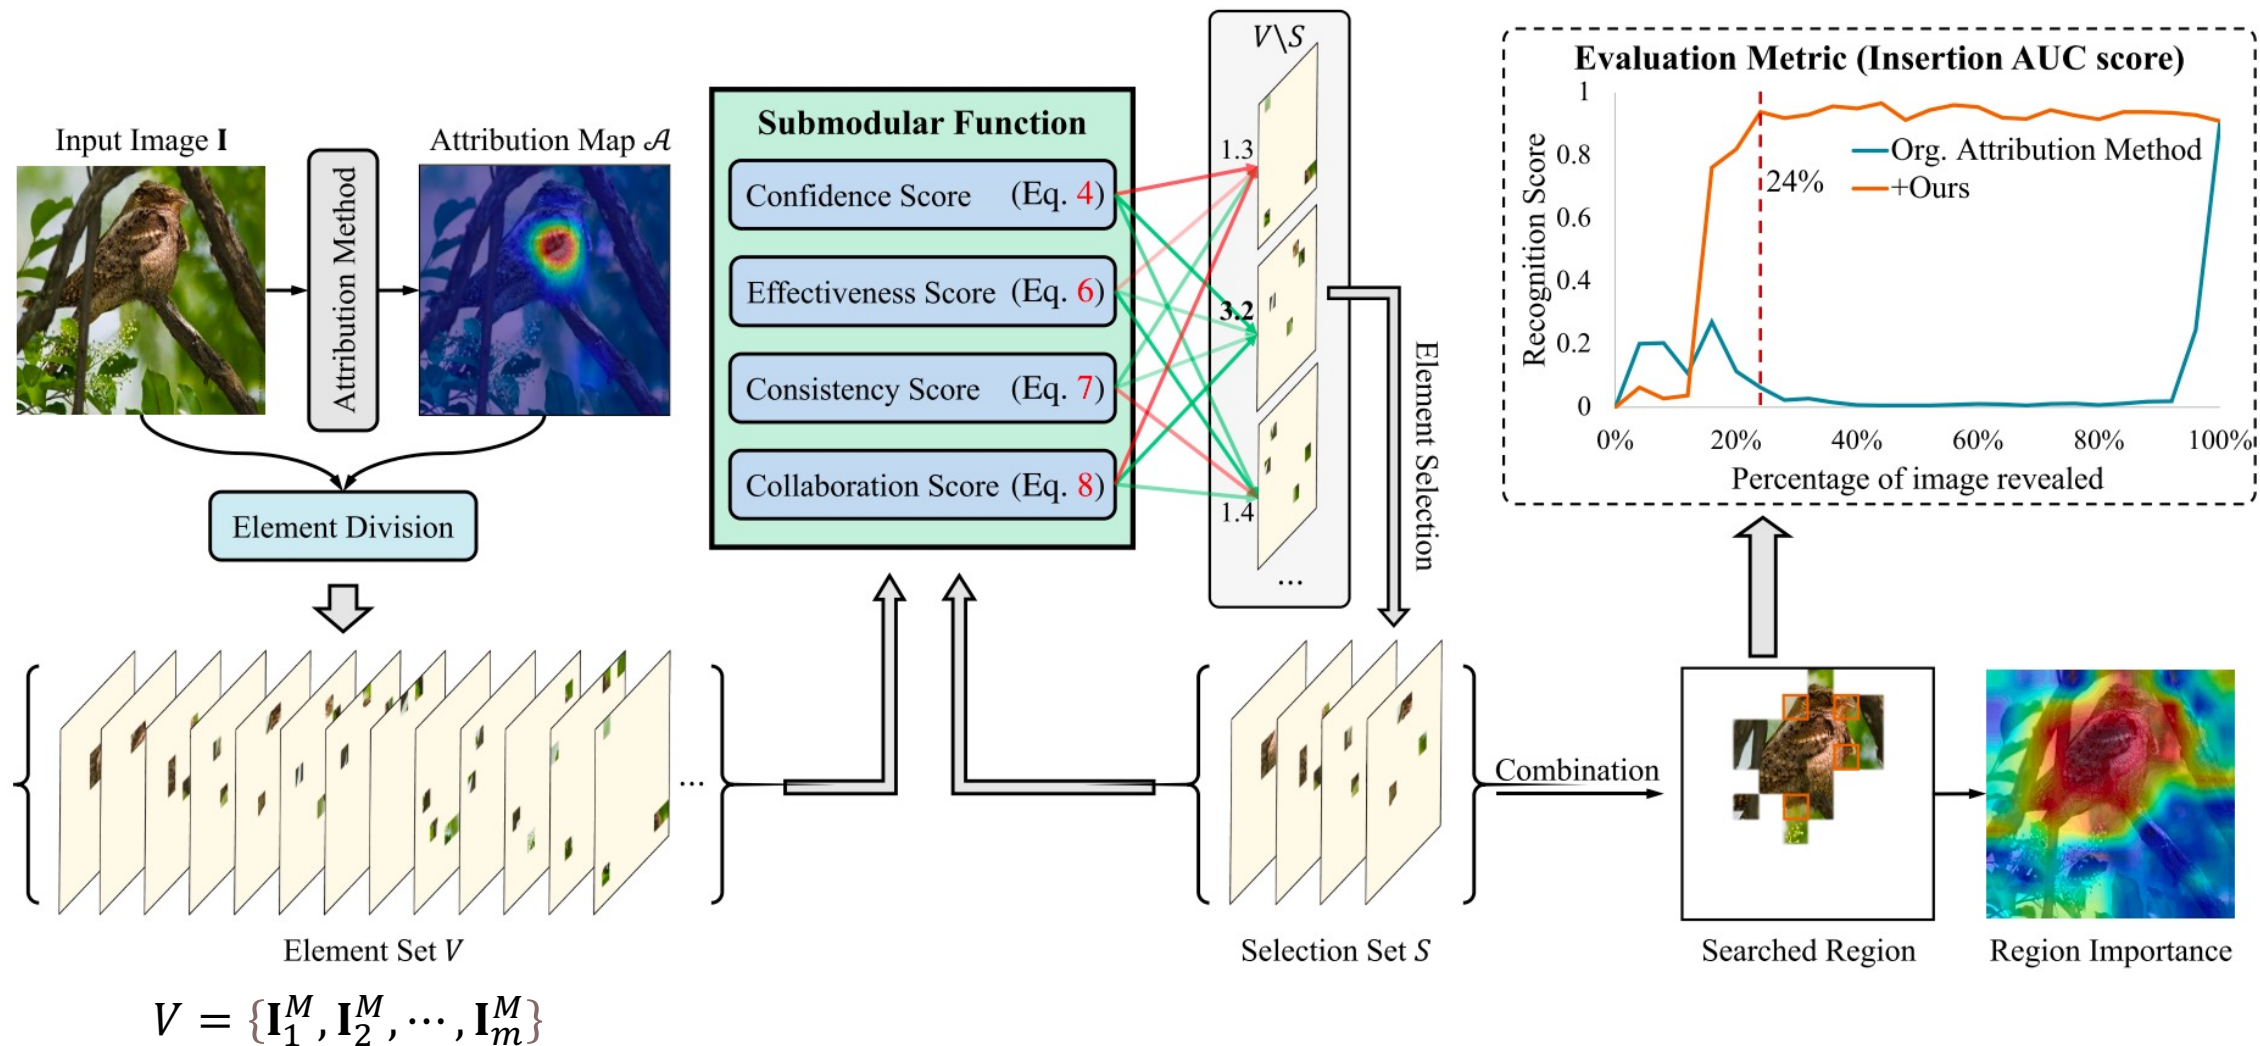 Input Image I
Attribution Method
Attribution Map 𝒜
Element Division
Element Set V
V = {I₁ᴹ, I₂ᴹ, ⋯, Iₘᴹ}
...
Submodular Function
Confidence Score (Eq. 4)
Effectiveness Score (Eq. 6)
Consistency Score (Eq. 7)
Collaboration Score (Eq. 8)
V\S
1.3
3.2
1.4
...
Element Selection
Selection Set S
Combination
Searched Region
Region Importance
Evaluation Metric (Insertion AUC score)
Recognition Score
1
0.8
0.6
0.4
0.2
0
Org. Attribution Method
+Ours
24%
0% 20% 40% 60% 80% 100%
Percentage of image revealed